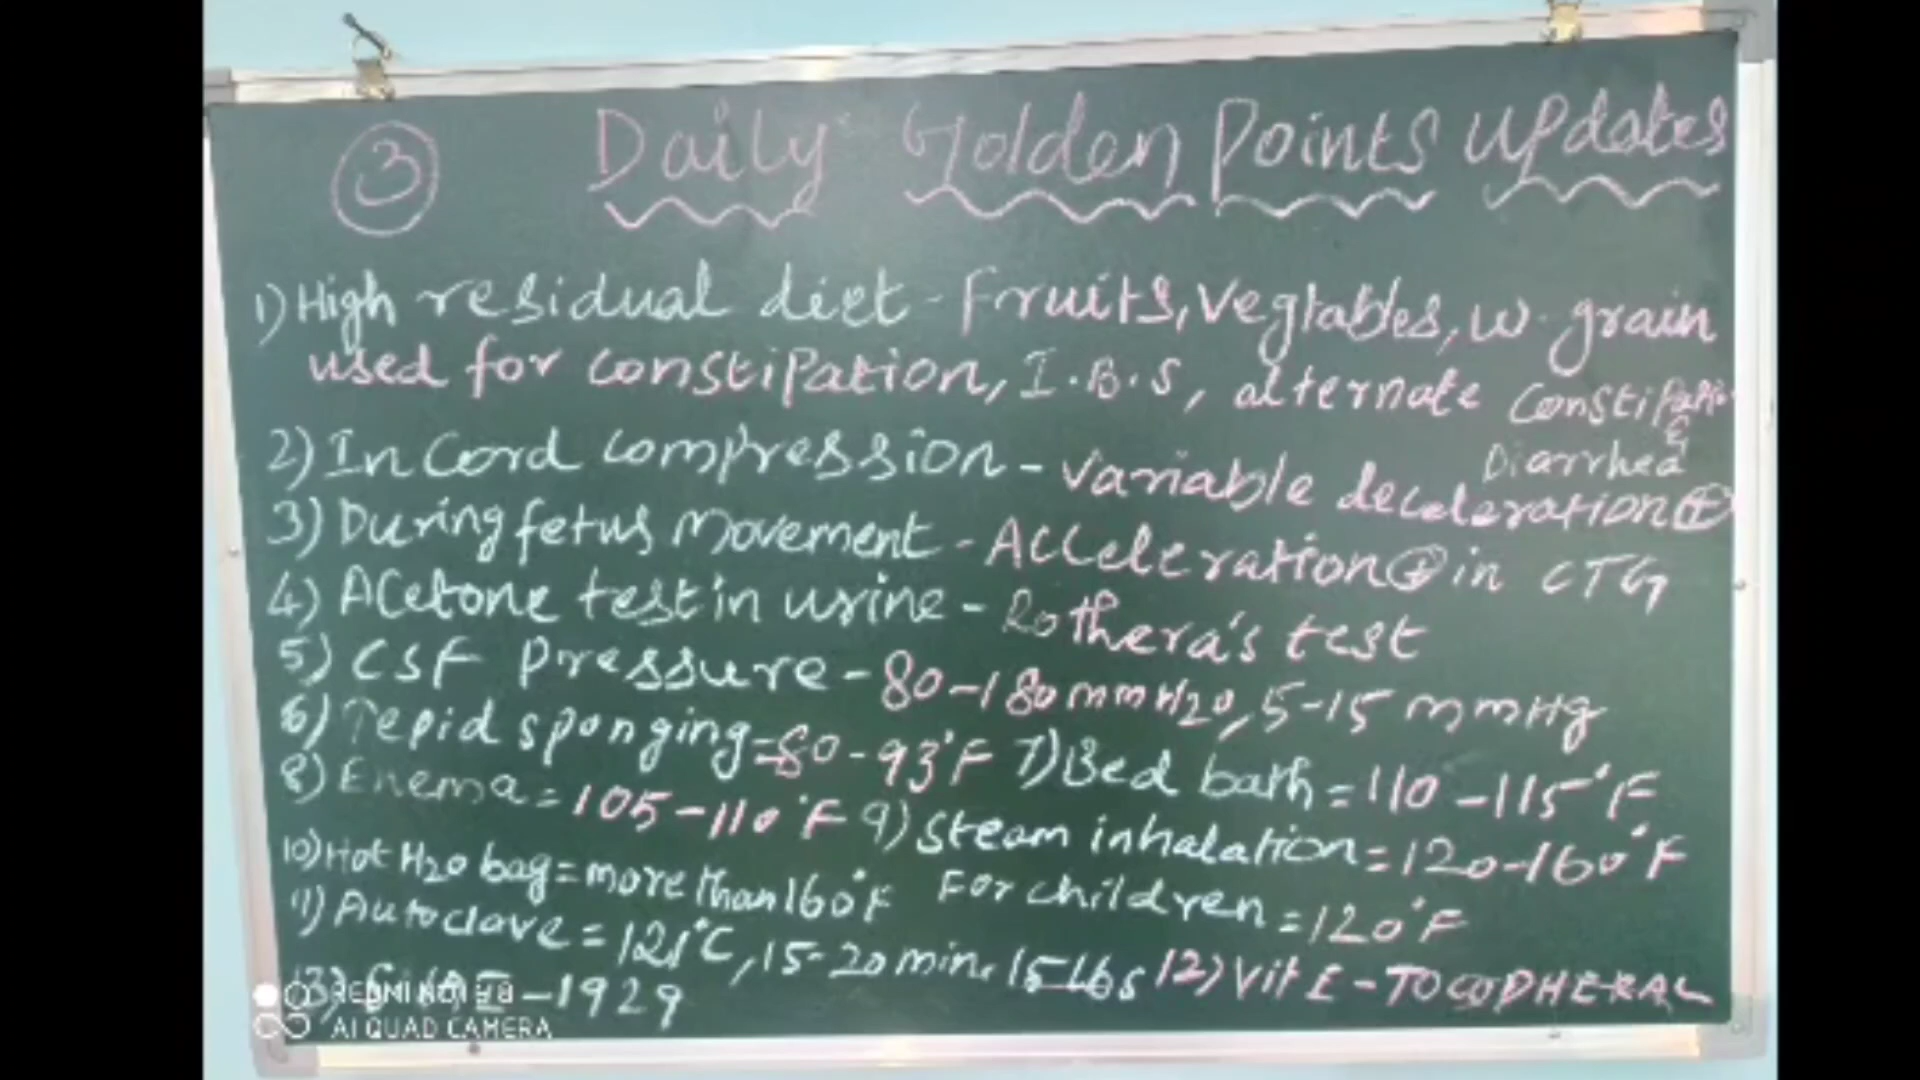 3 Daily Golden Points Updates
1) High residual diet - Fruits, Vegtables, W. grain
used for constipation, I.B.S, alternate constipation
& Diarrhea
2) In Cord compression - Variable deceleration +
3) During fetus movement - Acceleration + in CTG
4) Acetone test in urine - Rothera's test
5) CSF Pressure - 80-180 mm H20, 5-15 mmHg
6) Tepid sponging = 80-93°F 7) Bed bath = 110-115°F
8) Enema = 105-110°F 9) Steam inhalation = 120-160°F
10) Hot H20 bag = more than 160°F For children = 120°F
11) Autoclave = 121°C, 15-20 min. 15 Lbs 12) Vit E - TOCOPHERAL
13) - 1929
REDMI NOTE 8
AI QUAD CAMERA